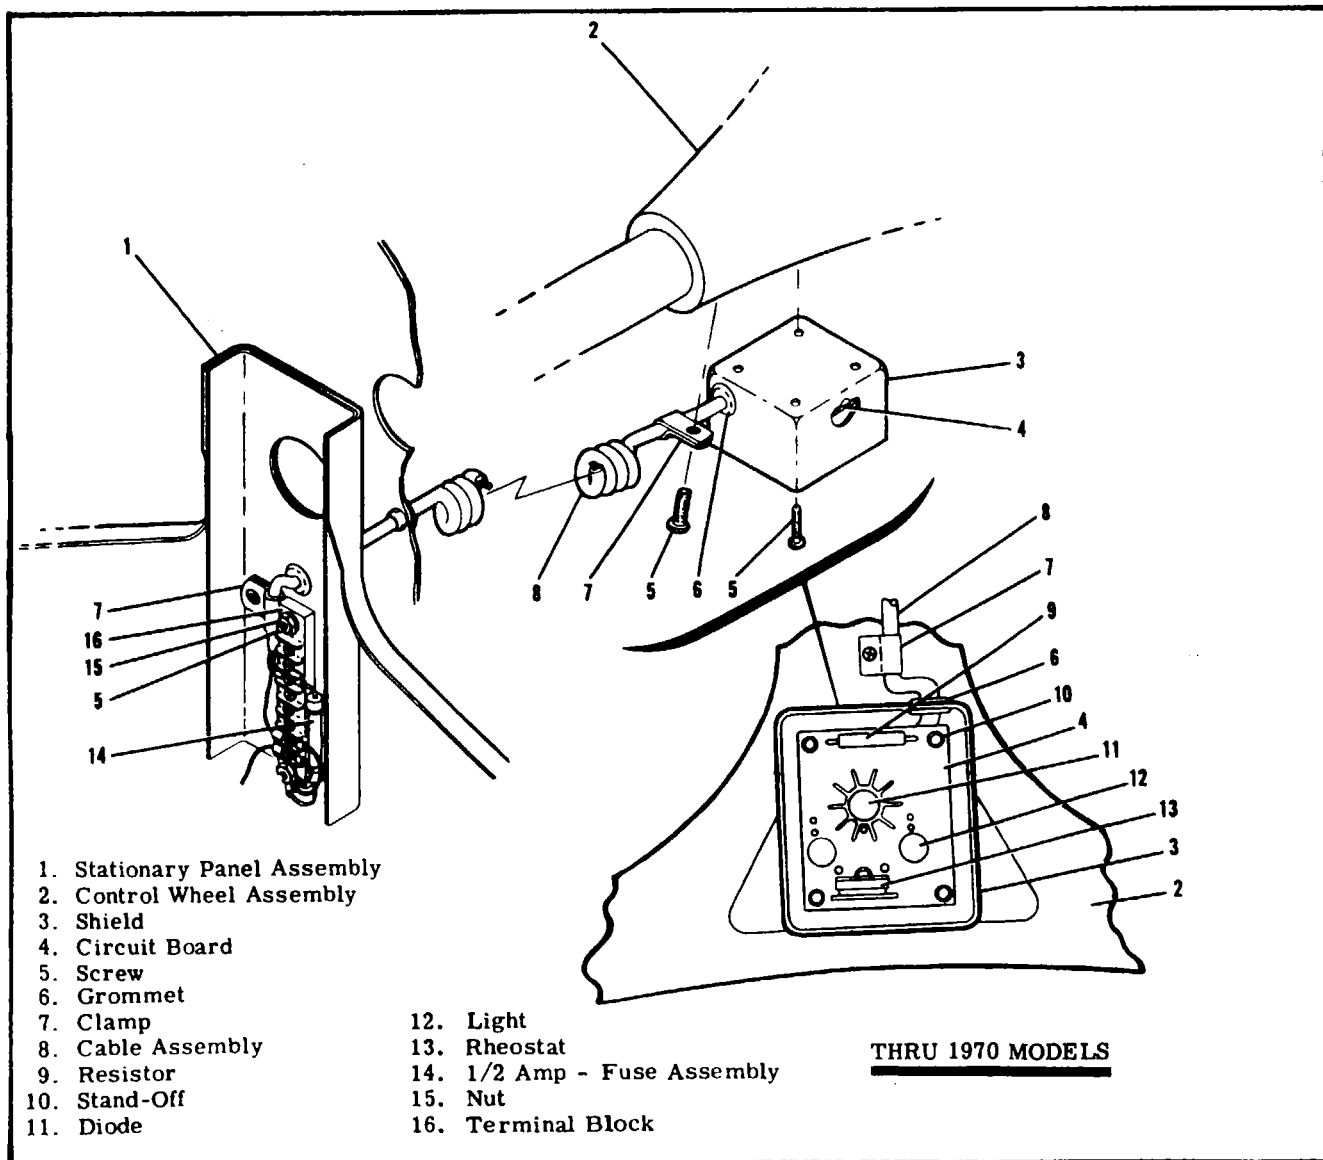 2
1
3
4
8
7
5
6
5
7
16
15
5
14
8
7
9
6
10
4
11
12
13
3
2
1. Stationary Panel Assembly
2. Control Wheel Assembly
3. Shield
4. Circuit Board
5. Screw
6. Grommet
7. Clamp
8. Cable Assembly
9. Resistor
10. Stand-Off
11. Diode
12. Light
13. Rheostat
14. 1/2 Amp - Fuse Assembly
15. Nut
16. Terminal Block
THRU 1970 MODELS